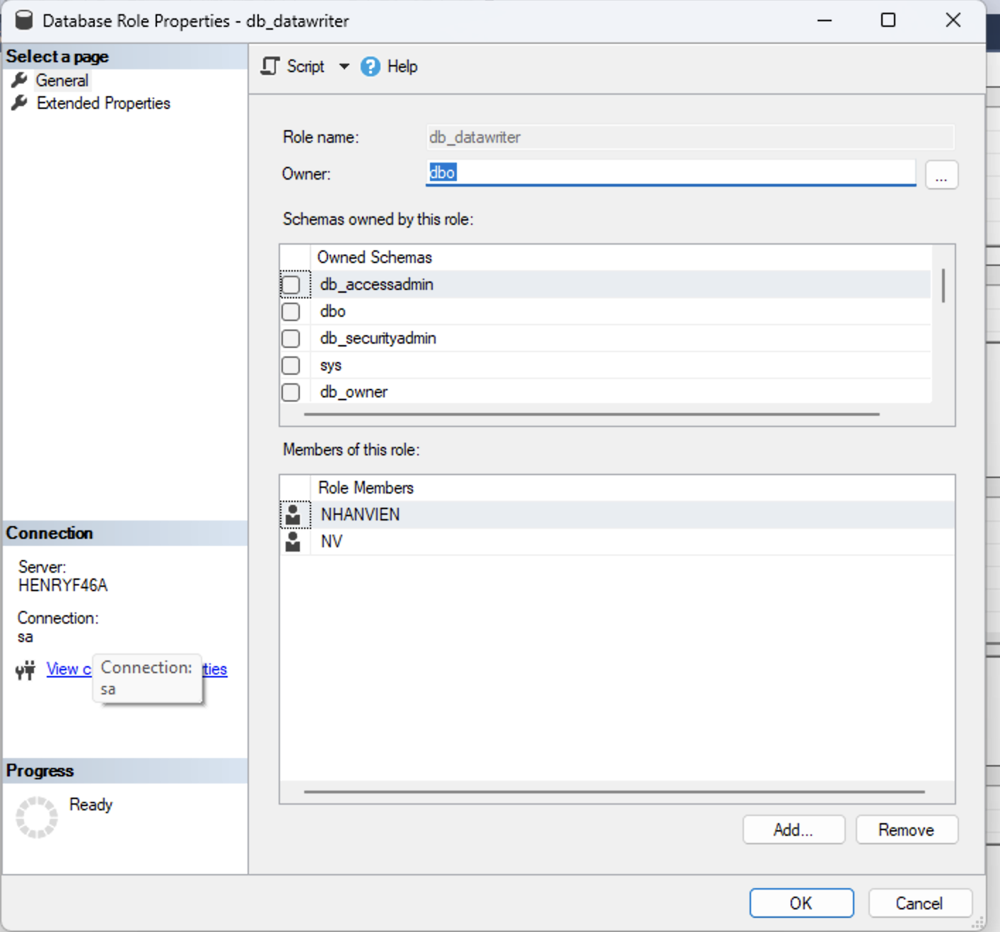 Database Role Properties - db_datawriter
Select a page
General
Extended Properties
Script
Help
Role name:
db_datawriter
Owner:
dbo
...
Schemas owned by this role:
Owned Schemas
db_accessadmin
dbo
db_securityadmin
sys
db_owner
Members of this role:
Role Members
NHANVIEN
NV
Connection
Server:
HENRYF46A
Connection:
sa
View c
ties
Connection:
sa
Progress
Ready
Add...
Remove
OK
Cancel